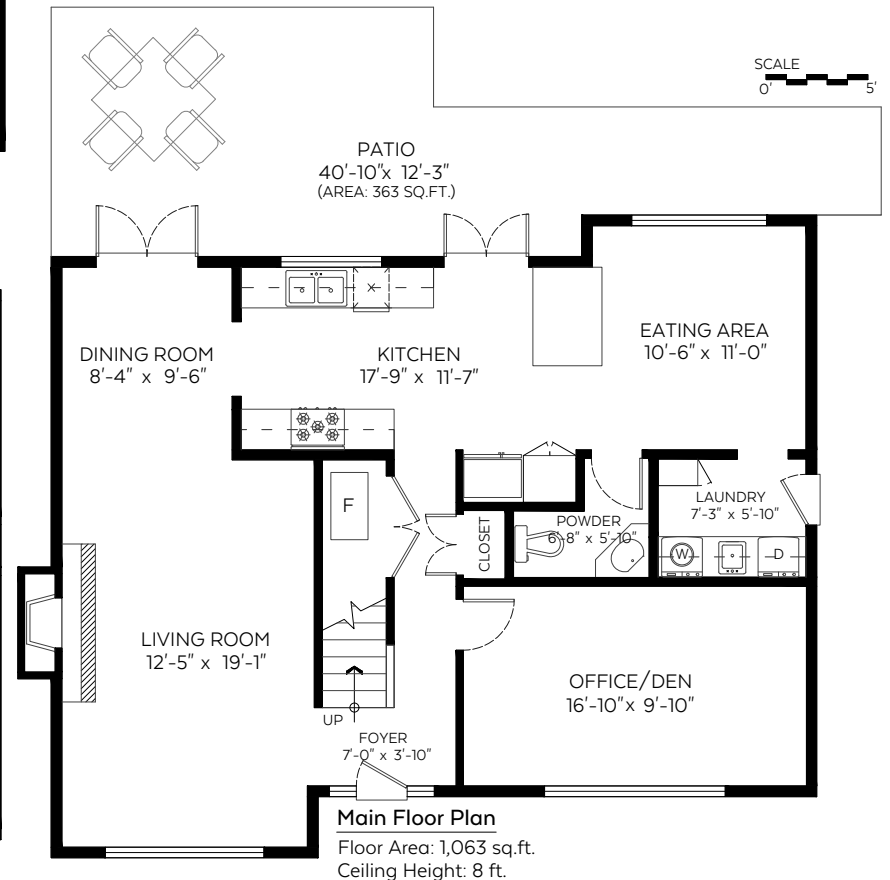 SCALE
0' 5'
PATIO
40'-10"x 12'-3"
(AREA: 363 SQ.FT.)
DINING ROOM
8'-4" x 9'-6"
KITCHEN
17'-9" x 11'-7"
EATING AREA
10'-6" x 11'-0"
F
CLOSET
POWDER
6'-8" x 5'-10"
LAUNDRY
7'-3" x 5'-10"
W
D
LIVING ROOM
12'-5" x 19'-1"
UP
FOYER
7'-0" x 3'-10"
OFFICE/DEN
16'-10"x 9'-10"
Main Floor Plan
Floor Area: 1,063 sq.ft.
Ceiling Height: 8 ft.